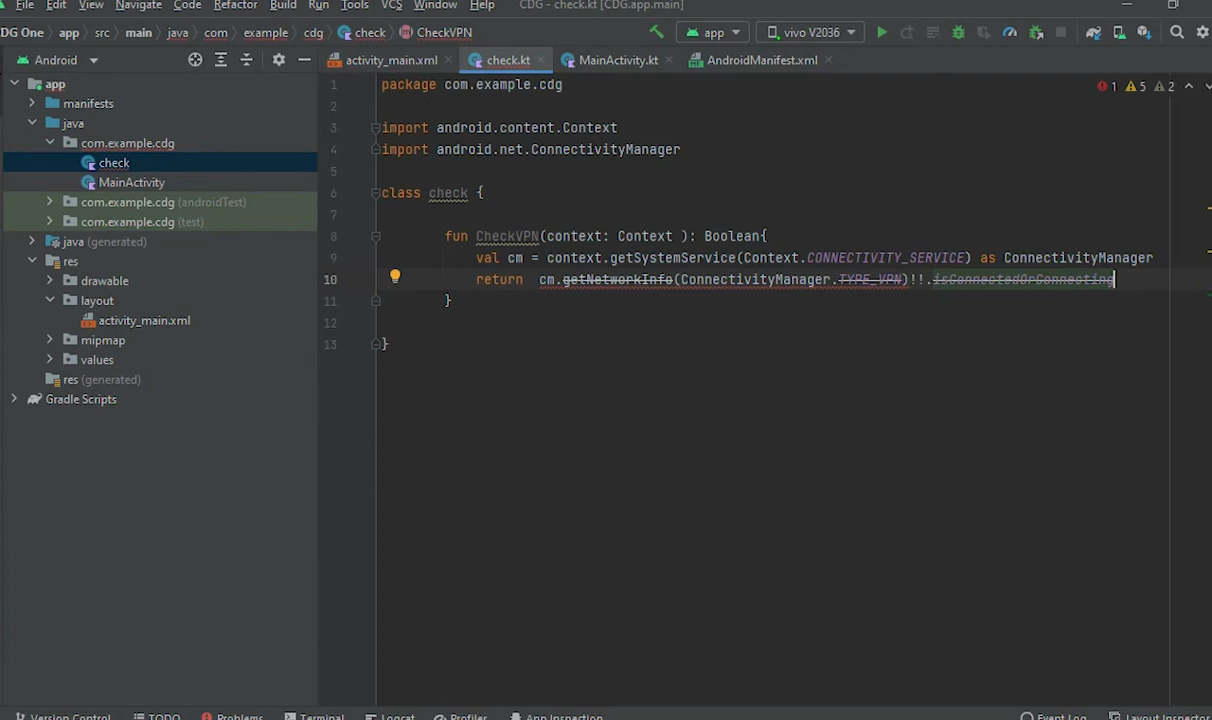 File Edit View Navigate Code Refactor Build Run Tools VCS Window Help CDG - check.kt [CDG.app.main]
DG One app src main java com example cdg check CheckVPN app vivo V2036
Android activity_main.xml check.kt MainActivity.kt AndroidManifest.xml
app
manifests
java
com.example.cdg
check
MainActivity
com.example.cdg (androidTest)
com.example.cdg (test)
java (generated)
res
drawable
layout
activity_main.xml
mipmap
values
res (generated)
Gradle Scripts
1 package com.example.cdg 1 5 2
2
3 import android.content.Context
4 import android.net.ConnectivityManager
5
6 class check {
7
8 fun CheckVPN(context: Context ): Boolean{
9 val cm = context.getSystemService(Context.CONNECTIVITY_SERVICE) as ConnectivityManager
10 return cm.getNetworkInfo(ConnectivityManager.TYPE_VPN)!!.isConnectedOrConnecting
11 }
12
13 }
Version Control TODO Problems Terminal Logcat Profiler App Inspection Event Log Layout Inspector